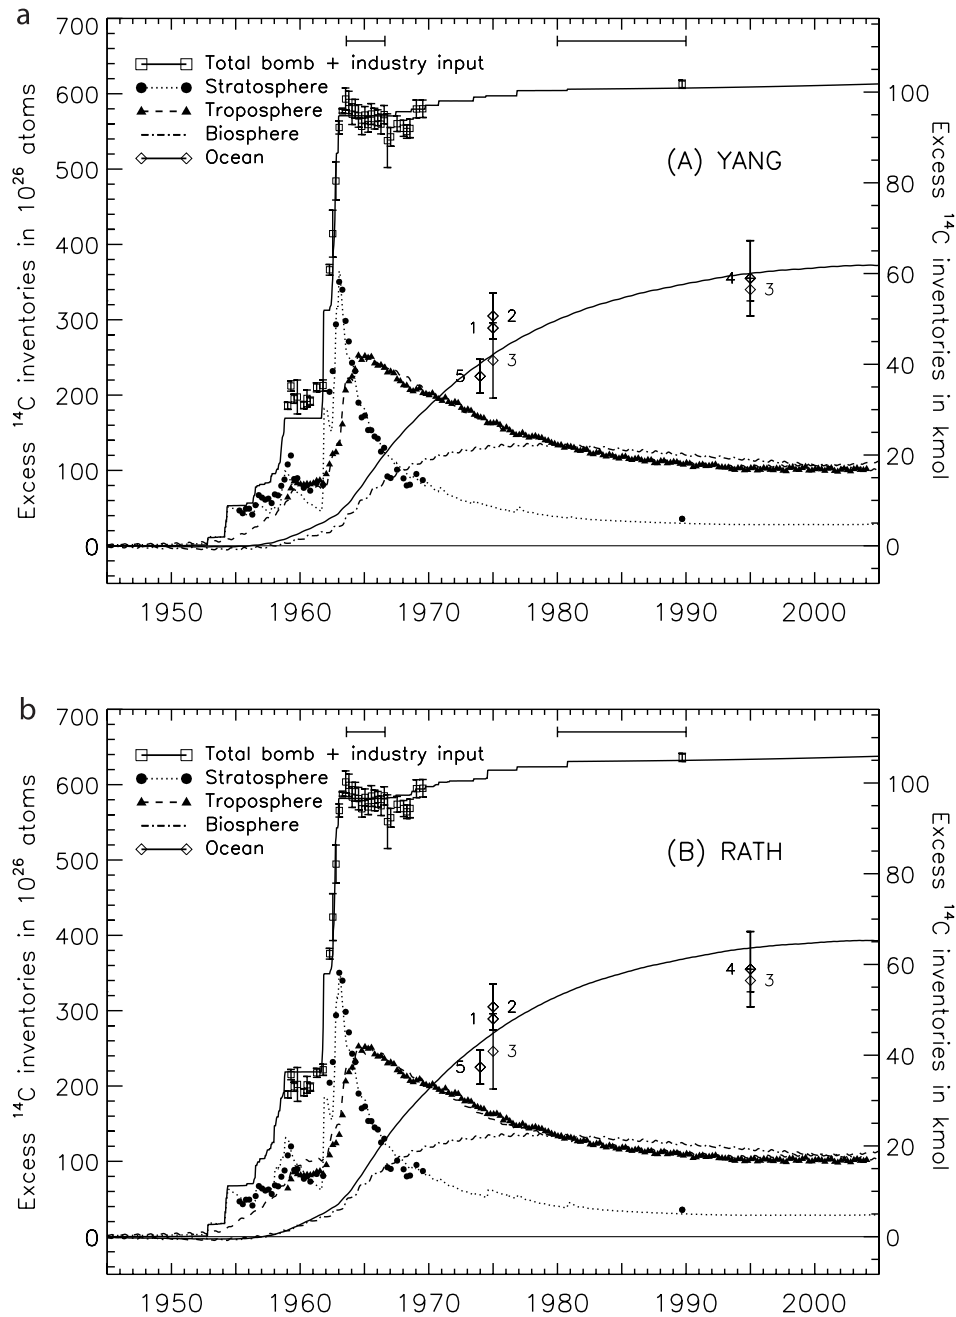 a
700
600
500
400
300
200
100
0
Excess 14C inventories in 10^26 atoms
Total bomb + industry input
Stratosphere
Troposphere
Biosphere
Ocean
(A) YANG
1
2
3
5
4
3
100
80
60
40
20
0
Excess 14C inventories in kmol
1950 1960 1970 1980 1990 2000
b
700
600
500
400
300
200
100
0
Excess 14C inventories in 10^26 atoms
Total bomb + industry input
Stratosphere
Troposphere
Biosphere
Ocean
(B) RATH
1
2
3
5
4
3
100
80
60
40
20
0
Excess 14C inventories in kmol
1950 1960 1970 1980 1990 2000